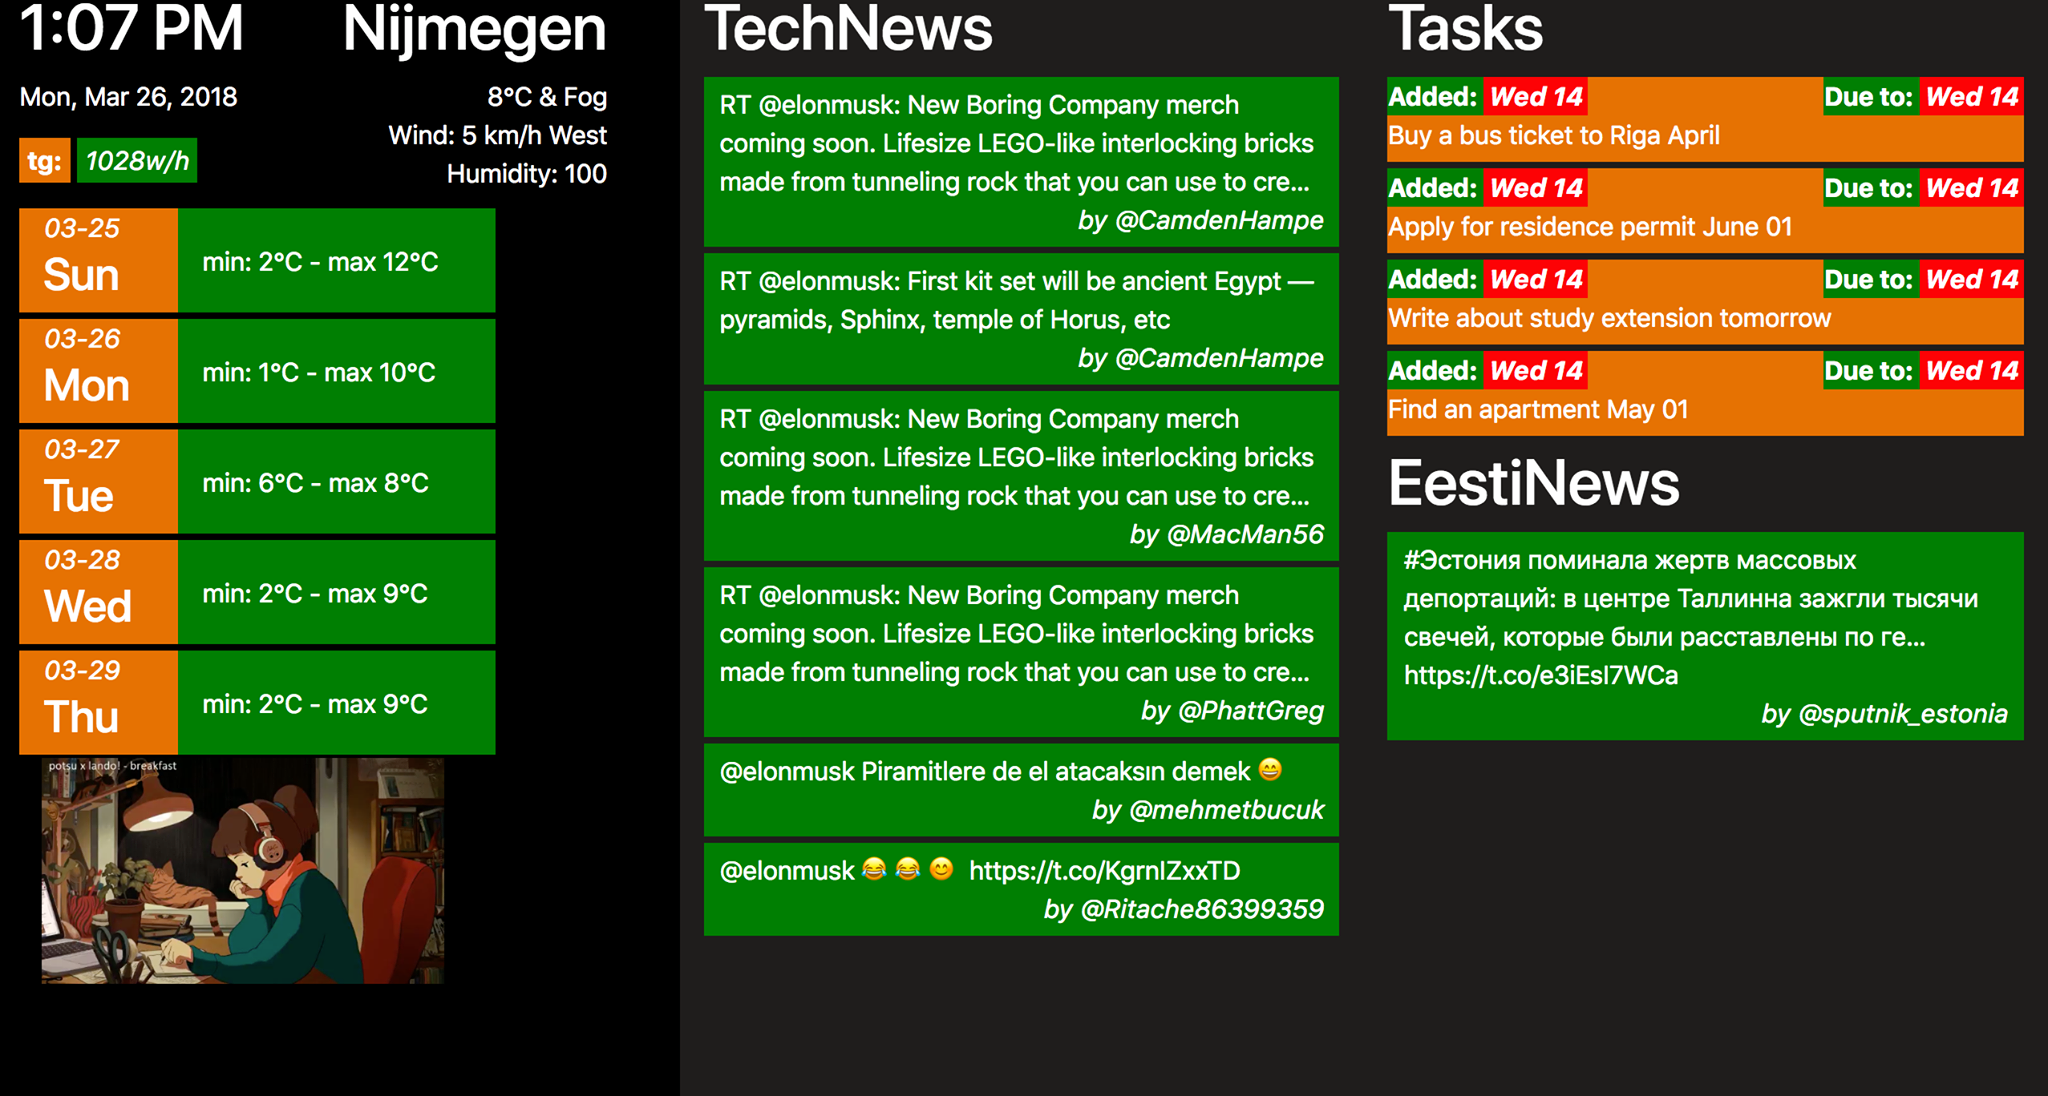 1:07 PM
Nijmegen
Mon, Mar 26, 2018
8°C & Fog
Wind: 5 km/h West
Humidity: 100
tg: 1028w/h
03-25
Sun
min: 2°C - max 12°C
03-26
Mon
min: 1°C - max 10°C
03-27
Tue
min: 6°C - max 8°C
03-28
Wed
min: 2°C - max 9°C
03-29
Thu
min: 2°C - max 9°C
potsu x lando! - breakfast
TechNews
RT @elonmusk: New Boring Company merch
coming soon. Lifesize LEGO-like interlocking bricks
made from tunneling rock that you can use to cre…
by @CamdenHampe
RT @elonmusk: First kit set will be ancient Egypt —
pyramids, Sphinx, temple of Horus, etc
by @CamdenHampe
RT @elonmusk: New Boring Company merch
coming soon. Lifesize LEGO-like interlocking bricks
made from tunneling rock that you can use to cre…
by @MacMan56
RT @elonmusk: New Boring Company merch
coming soon. Lifesize LEGO-like interlocking bricks
made from tunneling rock that you can use to cre…
by @PhattGreg
@elonmusk Piramitlere de el atacaksın demek 😁
by @mehmetbucuk
@elonmusk 😂 😂 😊 https://t.co/KgrnIZxxTD
by @Ritache86399359
Tasks
Added: Wed 14 Due to: Wed 14
Buy a bus ticket to Riga April
Added: Wed 14 Due to: Wed 14
Apply for residence permit June 01
Added: Wed 14 Due to: Wed 14
Write about study extension tomorrow
Added: Wed 14 Due to: Wed 14
Find an apartment May 01
EestiNews
#Эстония поминала жертв массовых
депортаций: в центре Таллинна зажгли тысячи
свечей, которые были расставлены по ге…
https://t.co/e3iEsI7WCa
by @sputnik_estonia